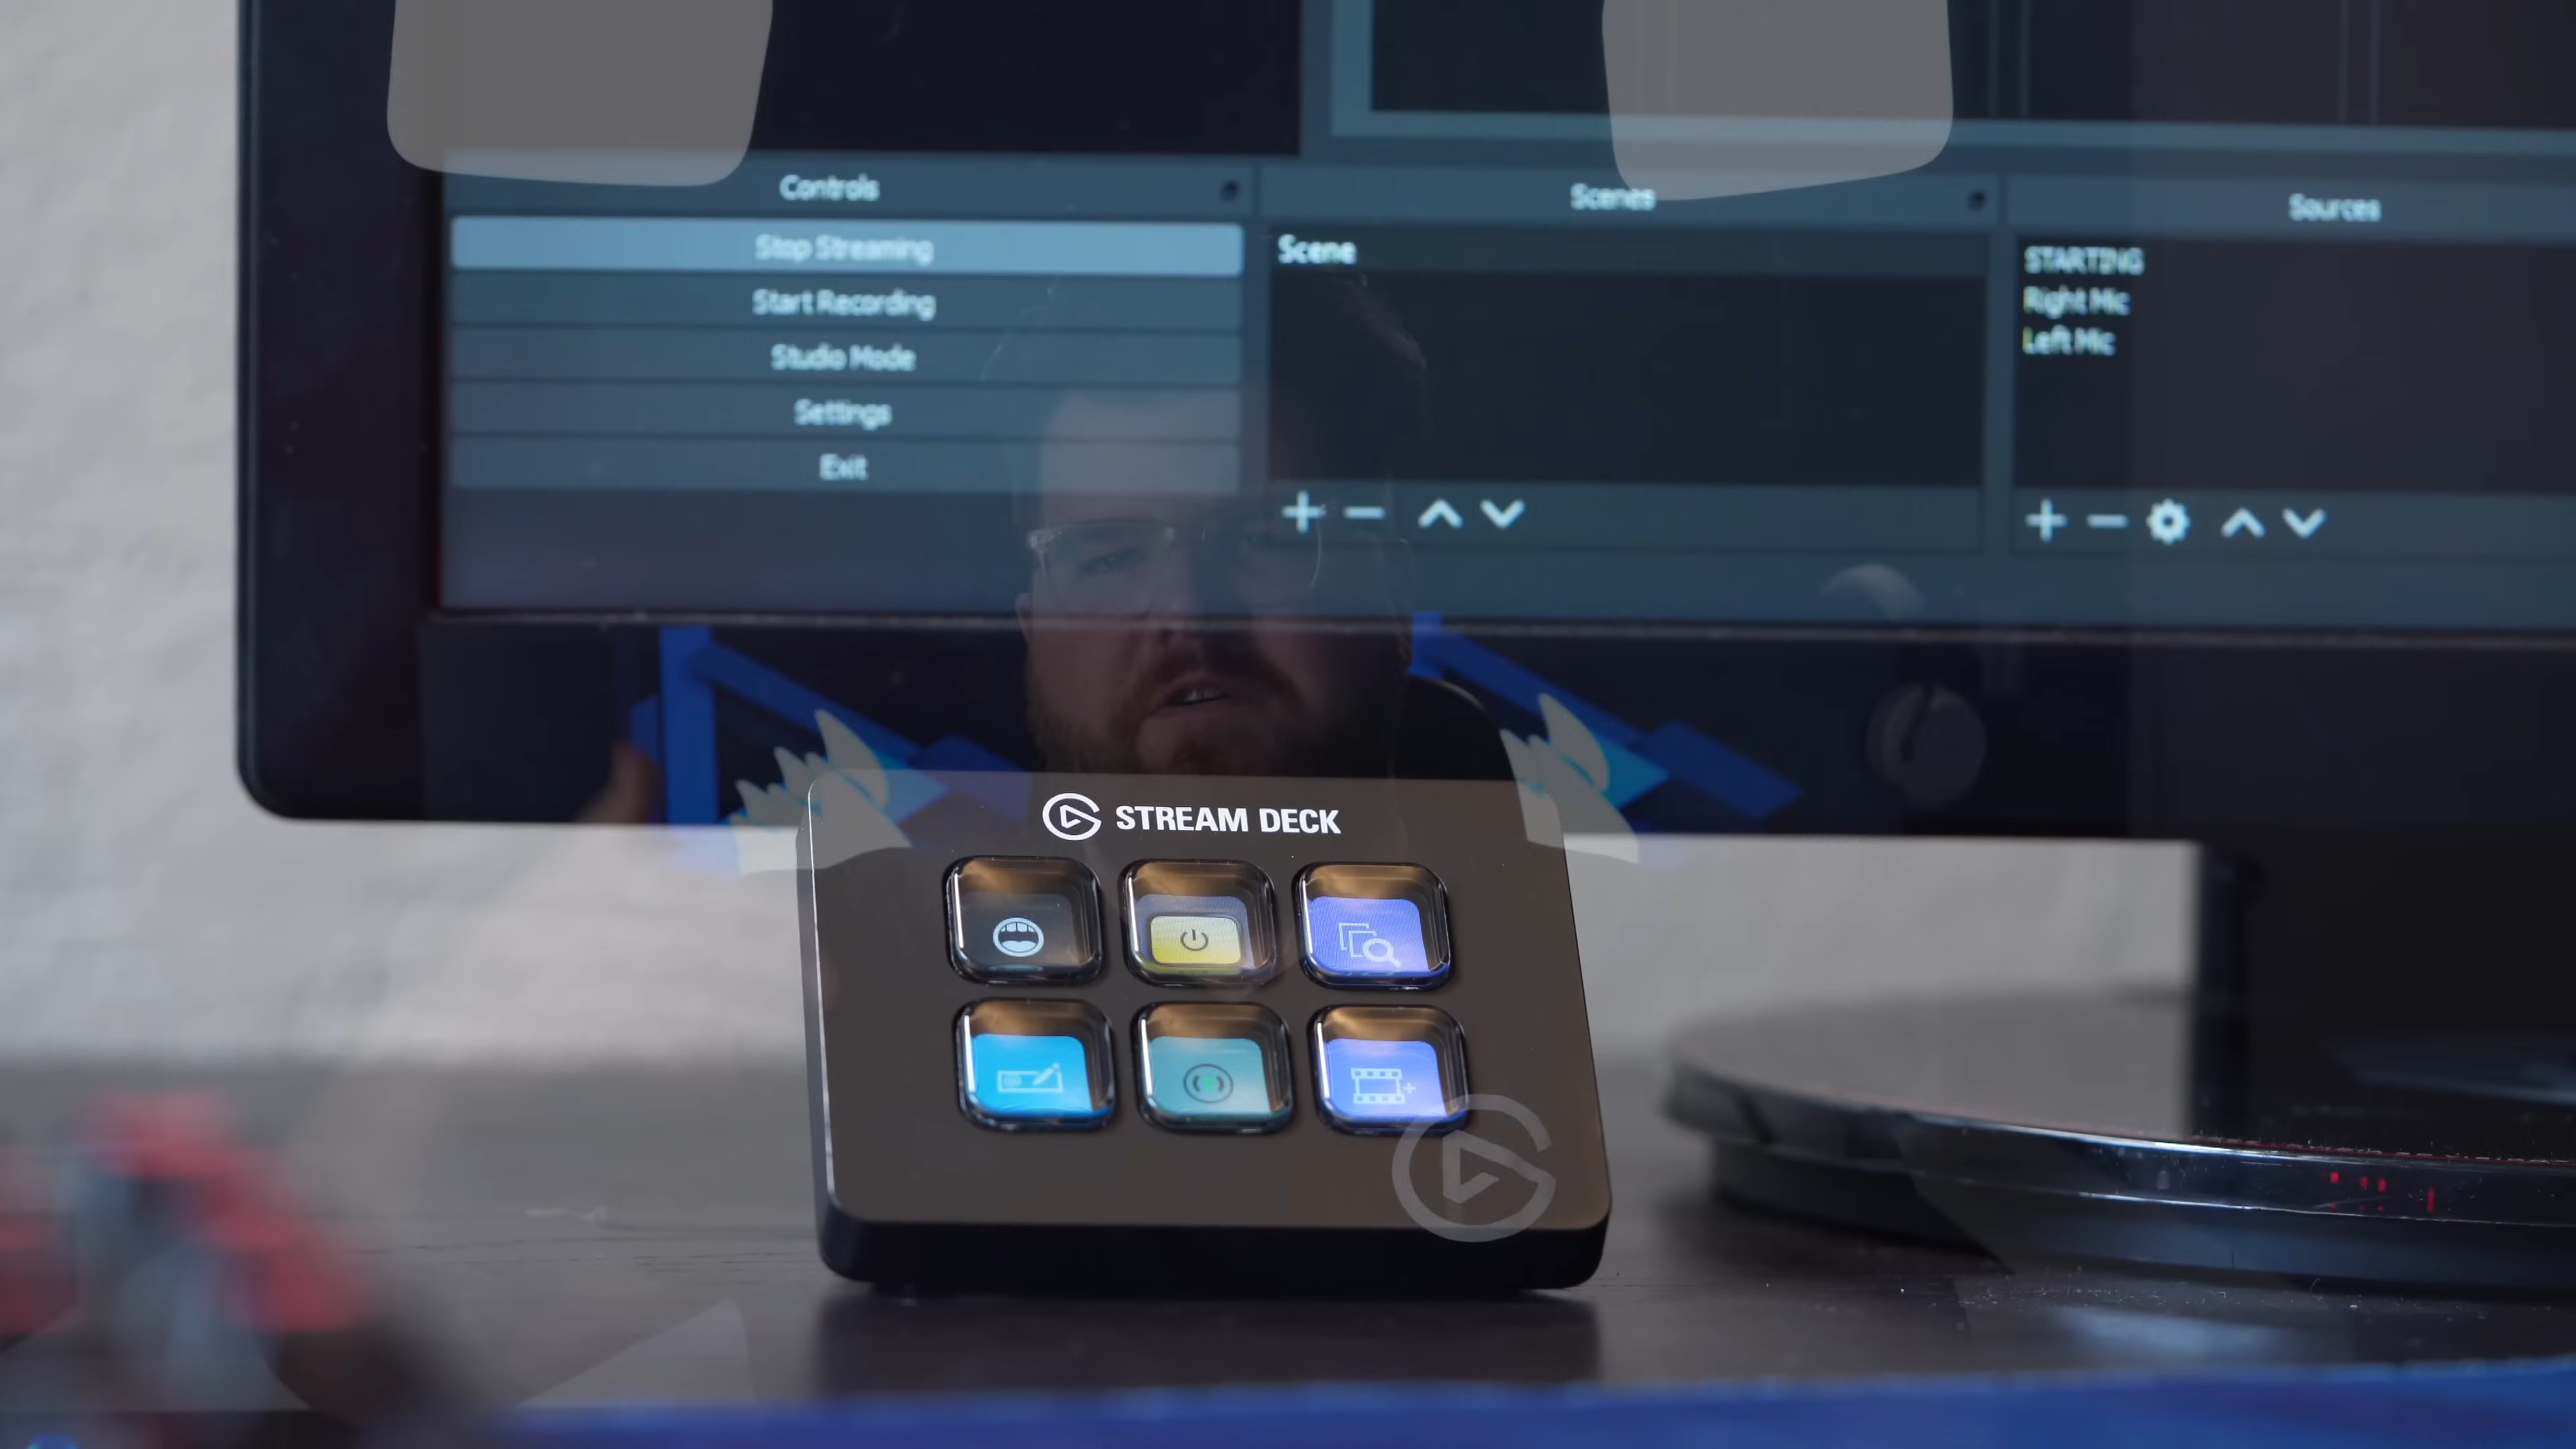 Controls
Stop Streaming
Start Recording
Studio Mode
Settings
Exit
Scenes
Scene
Sources
STARTING
Right Mic
Left Mic
STREAM DECK